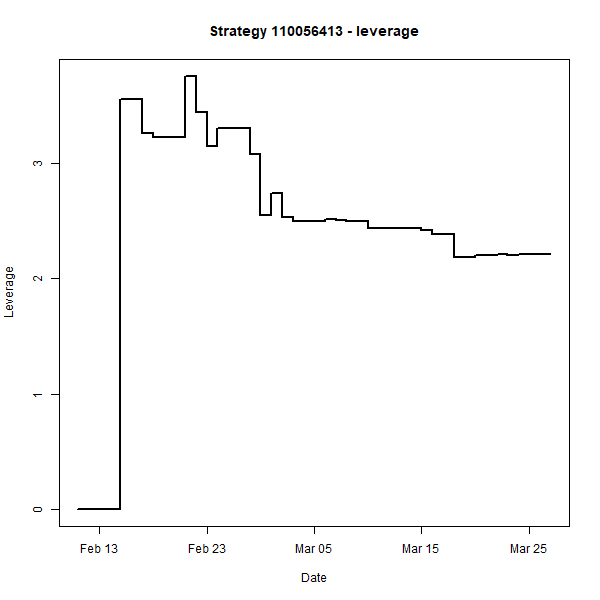 Strategy 110056413 - leverage
Leverage
3
2
1
0
Feb 13 Feb 23 Mar 05 Mar 15 Mar 25
Date